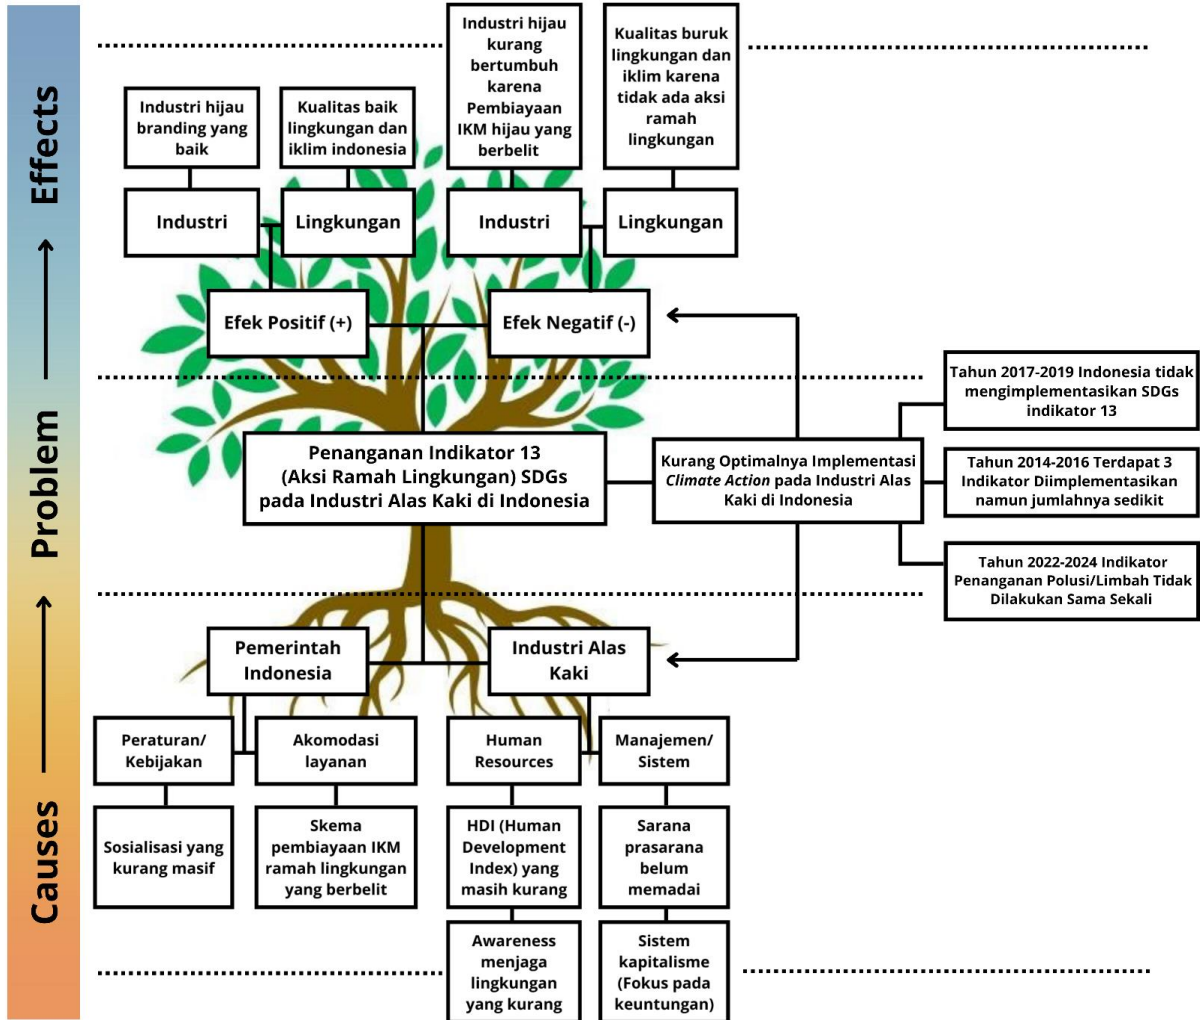 Effects
Problem
Causes
Industri hijau
branding yang
baik
Kualitas baik
lingkungan dan
iklim indonesia
Industri hijau
kurang
bertumbuh
karena
Pembiayaan
IKM hijau yang
berbelit
Kualitas buruk
lingkungan dan
iklim karena
tidak ada aksi
ramah
lingkungan
Industri
Lingkungan
Industri
Lingkungan
Efek Positif (+)
Efek Negatif (-)
Penanganan Indikator 13
(Aksi Ramah Lingkungan) SDGs
pada Industri Alas Kaki di Indonesia
Kurang Optimalnya Implementasi
Climate Action pada Industri Alas
Kaki di Indonesia
Tahun 2017-2019 Indonesia tidak
mengimplementasikan SDGs
indikator 13
Tahun 2014-2016 Terdapat 3
Indikator Diimplementasikan
namun jumlahnya sedikit
Tahun 2022-2024 Indikator
Penanganan Polusi/Limbah Tidak
Dilakukan Sama Sekali
Pemerintah
Indonesia
Industri Alas
Kaki
Peraturan/
Kebijakan
Akomodasi
layanan
Human
Resources
Manajemen/
Sistem
Sosialisasi yang
kurang masif
Skema
pembiayaan IKM
ramah lingkungan
yang berbelit
HDI (Human
Development
Index) yang
masih kurang
Sarana
prasarana
belum
memadai
Awareness
menjaga
lingkungan
yang kurang
Sistem
kapitalisme
(Fokus pada
keuntungan)